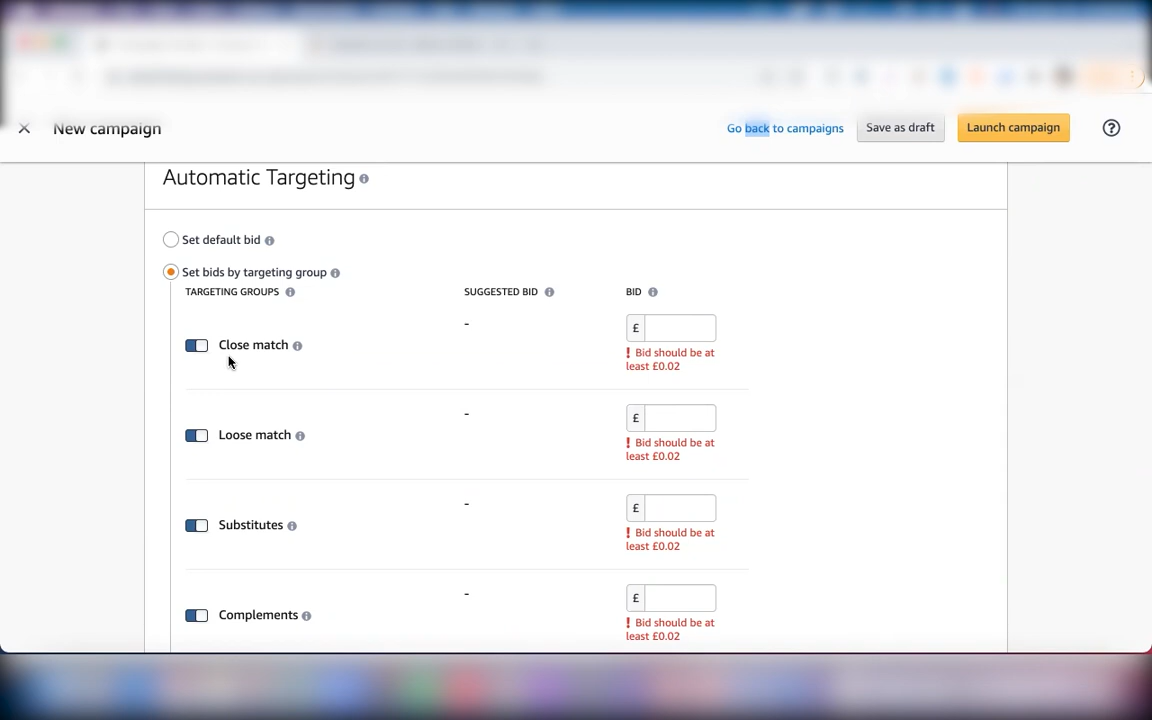 New campaign
Go back to campaigns
Save as draft
Launch campaign
Automatic Targeting
Set default bid
Set bids by targeting group
TARGETING GROUPS
SUGGESTED BID
BID
Close match
-
£
! Bid should be at
least £0.02
Loose match
-
£
! Bid should be at
least £0.02
Substitutes
-
£
! Bid should be at
least £0.02
Complements
-
£
! Bid should be at
least £0.02